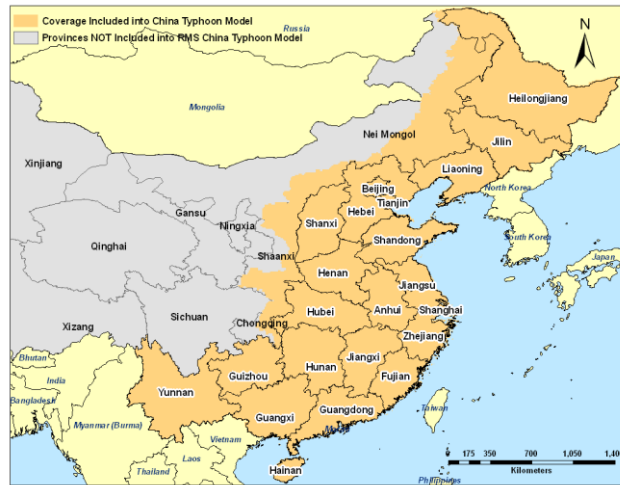 Coverage Included into China Typhoon Model
Provinces NOT Included into RMS China Typhoon Model
Russia
N
Heilongjiang
Mongolia
Nei Mongol
Jilin
Xinjiang
Liaoning
Beijing
Tianjin
North Korea
Gansu
Hebei
Ningxia
Shanxi
South Korea
Shandong
Qinghai
Shaanxi
Japan
Henan
Jiangsu
Xizang
Sichuan
Chongqing
Hubei
Anhui
Shanghai
Zhejiang
Bhutan
Hunan
Jiangxi
India
Yunnan
Guizhou
Fujian
Bangladesh
Taiwan
Myanmar (Burma)
Guangxi
Guangdong
Vietnam
Laos
Hainan
0 175 350 700 1,050 1,40
Kilometers
Thailand
Philippines